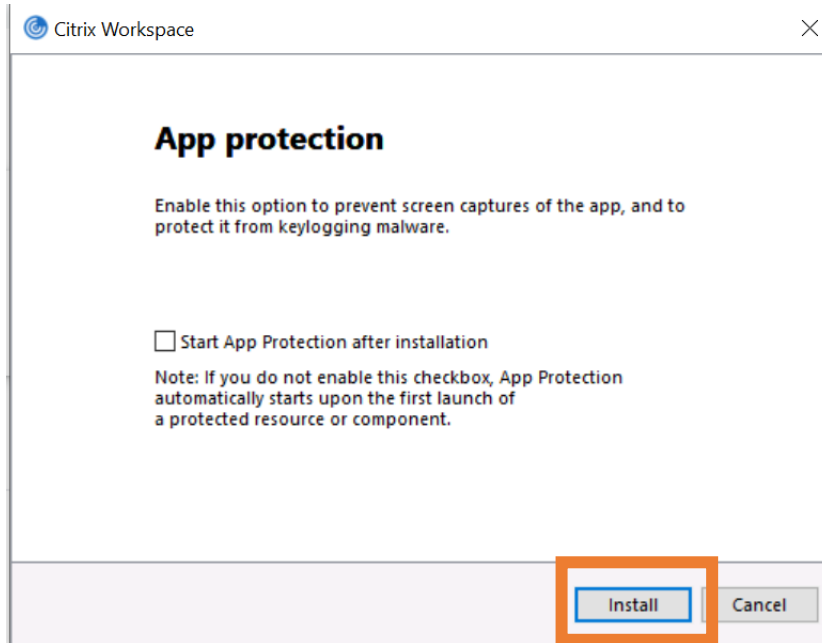 Citrix Workspace
App protection
Enable this option to prevent screen captures of the app, and to
protect it from keylogging malware.
Start App Protection after installation
Note: If you do not enable this checkbox, App Protection
automatically starts upon the first launch of
a protected resource or component.
Install
Cancel